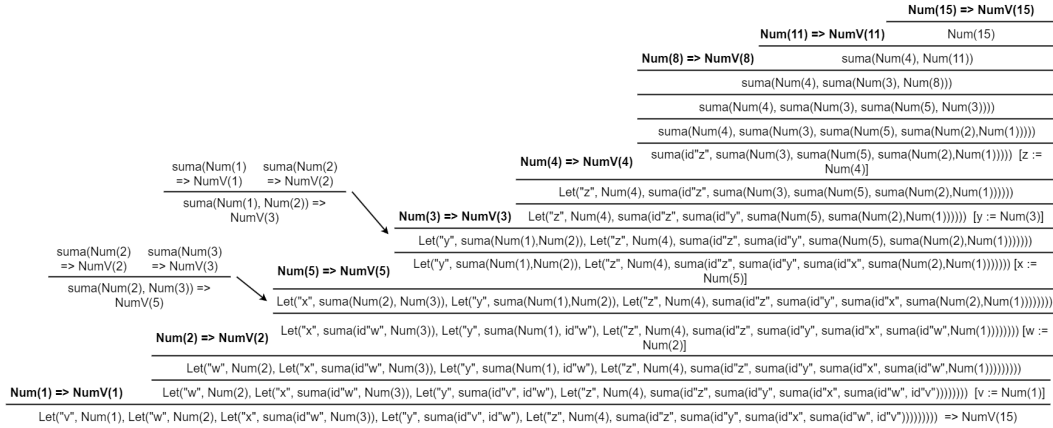 Num(15) => NumV(15)
Num(11) => NumV(11)
Num(15)
Num(8) => NumV(8)
suma(Num(4), Num(11))
suma(Num(4), suma(Num(3), Num(8)))
suma(Num(4), suma(Num(3), suma(Num(5), Num(3))))
suma(Num(4), suma(Num(3), suma(Num(5), suma(Num(2),Num(1)))))
Num(4) => NumV(4)
suma(id"z", suma(Num(3), suma(Num(5), suma(Num(2),Num(1))))) [z :=
Num(4)]
Let("z", Num(4), suma(id"z", suma(Num(3), suma(Num(5), suma(Num(2),Num(1))))))
suma(Num(1)
=> NumV(1)
suma(Num(2)
=> NumV(2)
suma(Num(1), Num(2)) =>
NumV(3)
Num(3) => NumV(3)
Let("z", Num(4), suma(id"z", suma(id"y", suma(Num(5), suma(Num(2),Num(1)))))) [y := Num(3)]
Let("y", suma(Num(1),Num(2)), Let("z", Num(4), suma(id"z", suma(id"y", suma(Num(5), suma(Num(2),Num(1)))))))
suma(Num(2)
=> NumV(2)
suma(Num(3)
=> NumV(3)
suma(Num(2), Num(3)) =>
NumV(5)
Num(5) => NumV(5)
Let("y", suma(Num(1),Num(2)), Let("z", Num(4), suma(id"z", suma(id"y", suma(id"x", suma(Num(2),Num(1))))))) [x :=
Num(5)]
Let("x", suma(Num(2), Num(3)), Let("y", suma(Num(1),Num(2)), Let("z", Num(4), suma(id"z", suma(id"y", suma(id"x", suma(Num(2),Num(1))))))))
Num(2) => NumV(2)
Let("x", suma(id"w", Num(3)), Let("y", suma(Num(1), id"w"), Let("z", Num(4), suma(id"z", suma(id"y", suma(id"x", suma(id"w",Num(1)))))))) [w :=
Num(2)]
Let("w", Num(2), Let("x", suma(id"w", Num(3)), Let("y", suma(Num(1), id"w"), Let("z", Num(4), suma(id"z", suma(id"y", suma(id"x", suma(id"w",Num(1)))))))))
Num(1) => NumV(1)
Let("w", Num(2), Let("x", suma(id"w", Num(3)), Let("y", suma(id"v", id"w"), Let("z", Num(4), suma(id"z", suma(id"y", suma(id"x", suma(id"w", id"v")))))))) [v := Num(1)]
Let("v", Num(1), Let("w", Num(2), Let("x", suma(id"w", Num(3)), Let("y", suma(id"v", id"w"), Let("z", Num(4), suma(id"z", suma(id"y", suma(id"x", suma(id"w", id"v"))))))))) => NumV(15)